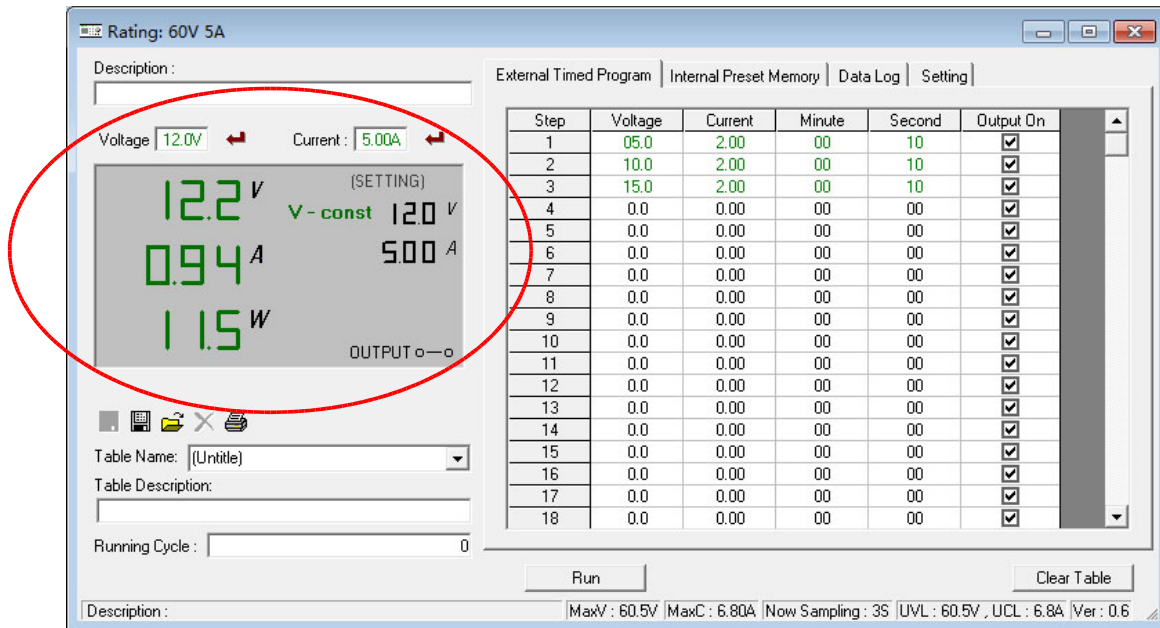 Rating: 60V 5A
Description :
Voltage 12.0V Current : 5.00A
12.2 V (SETTING)
V - const 12.0 V
0.94 A 5.00 A
11.5 W
OUTPUT
Table Name: (Untitle)
Table Description:
Running Cycle : 0
External Timed Program Internal Preset Memory Data Log Setting
Step Voltage Current Minute Second Output On
1 05.0 2.00 00 10
2 10.0 2.00 00 10
3 15.0 2.00 00 10
4 0.0 0.00 00 00
5 0.0 0.00 00 00
6 0.0 0.00 00 00
7 0.0 0.00 00 00
8 0.0 0.00 00 00
9 0.0 0.00 00 00
10 0.0 0.00 00 00
11 0.0 0.00 00 00
12 0.0 0.00 00 00
13 0.0 0.00 00 00
14 0.0 0.00 00 00
15 0.0 0.00 00 00
16 0.0 0.00 00 00
17 0.0 0.00 00 00
18 0.0 0.00 00 00
Run Clear Table
Description : MaxV : 60.5V MaxC : 6.80A Now Sampling : 3S UVL : 60.5V , UCL : 6.8A Ver : 0.6